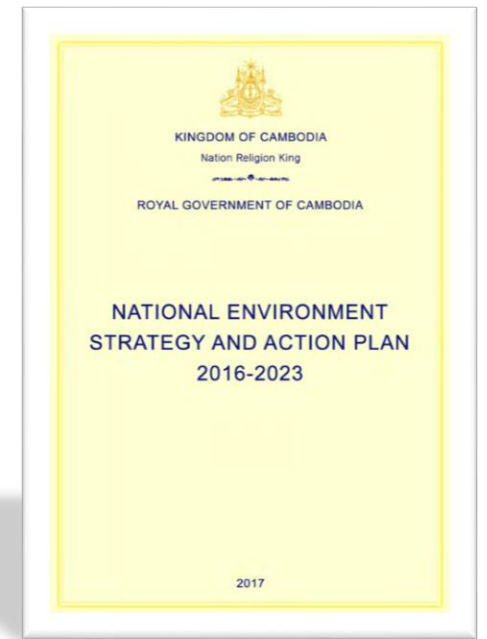 KINGDOM OF CAMBODIA
Nation Religion King
ROYAL GOVERNMENT OF CAMBODIA
NATIONAL ENVIRONMENT
STRATEGY AND ACTION PLAN
2016-2023
2017